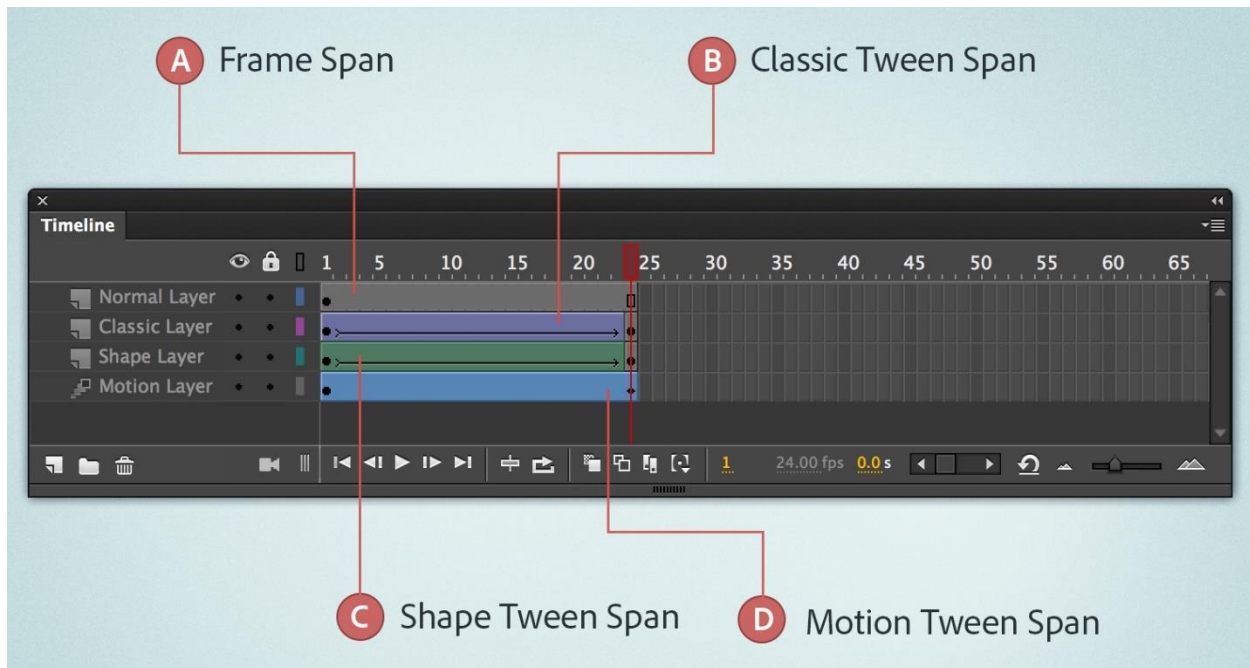 A Frame Span
B Classic Tween Span
Timeline
1 5 10 15 20 25 30 35 40 45 50 55 60 65
Normal Layer
Classic Layer
Shape Layer
Motion Layer
1 24.00 fps 0.0 s
C Shape Tween Span
D Motion Tween Span